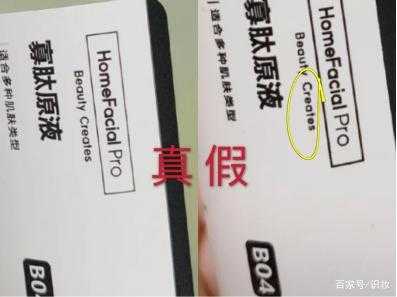 HomeFacial Pro
Beauty Creates
寡肽原液
适合多种肌肤类型
B04
真
HomeFacial Pro
Beauty Creates
寡肽原液
适合多种肌肤类型
B04
假
百家号/识妆